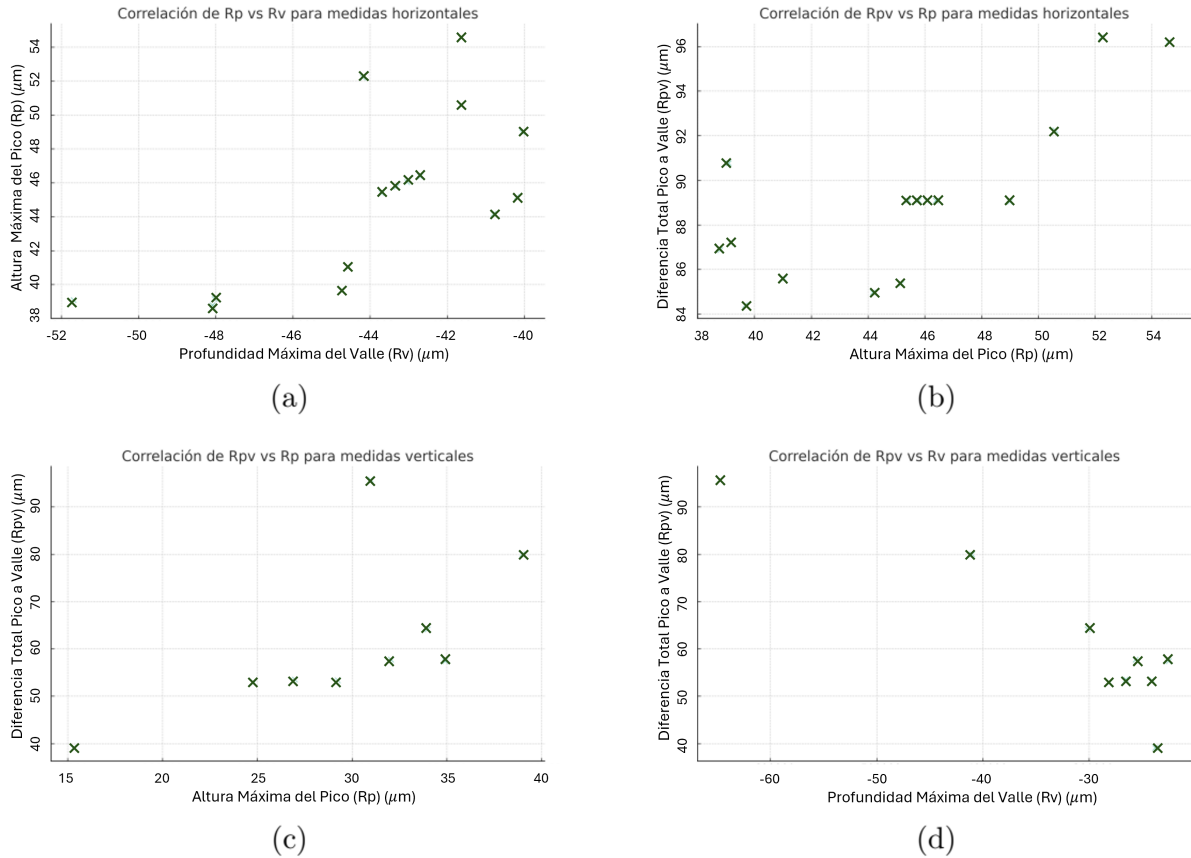 Correlación de Rp vs Rv para medidas horizontales
Altura Máxima del Pico (Rp) (μm)
54
52
50
48
46
44
42
40
38
-52 -50 -48 -46 -44 -42 -40
Profundidad Máxima del Valle (Rv) (μm)
(a)
Correlación de Rpv vs Rp para medidas horizontales
Diferencia Total Pico a Valle (Rpv) (μm)
96
94
92
90
88
86
84
38 40 42 44 46 48 50 52 54
Altura Máxima del Pico (Rp) (μm)
(b)
Correlación de Rpv vs Rp para medidas verticales
Diferencia Total Pico a Valle (Rpv) (μm)
90
80
70
60
50
40
15 20 25 30 35 40
Altura Máxima del Pico (Rp) (μm)
(c)
Correlación de Rpv vs Rv para medidas verticales
Diferencia Total Pico a Valle (Rpv) (μm)
90
80
70
60
50
40
-60 -50 -40 -30
Profundidad Máxima del Valle (Rv) (μm)
(d)